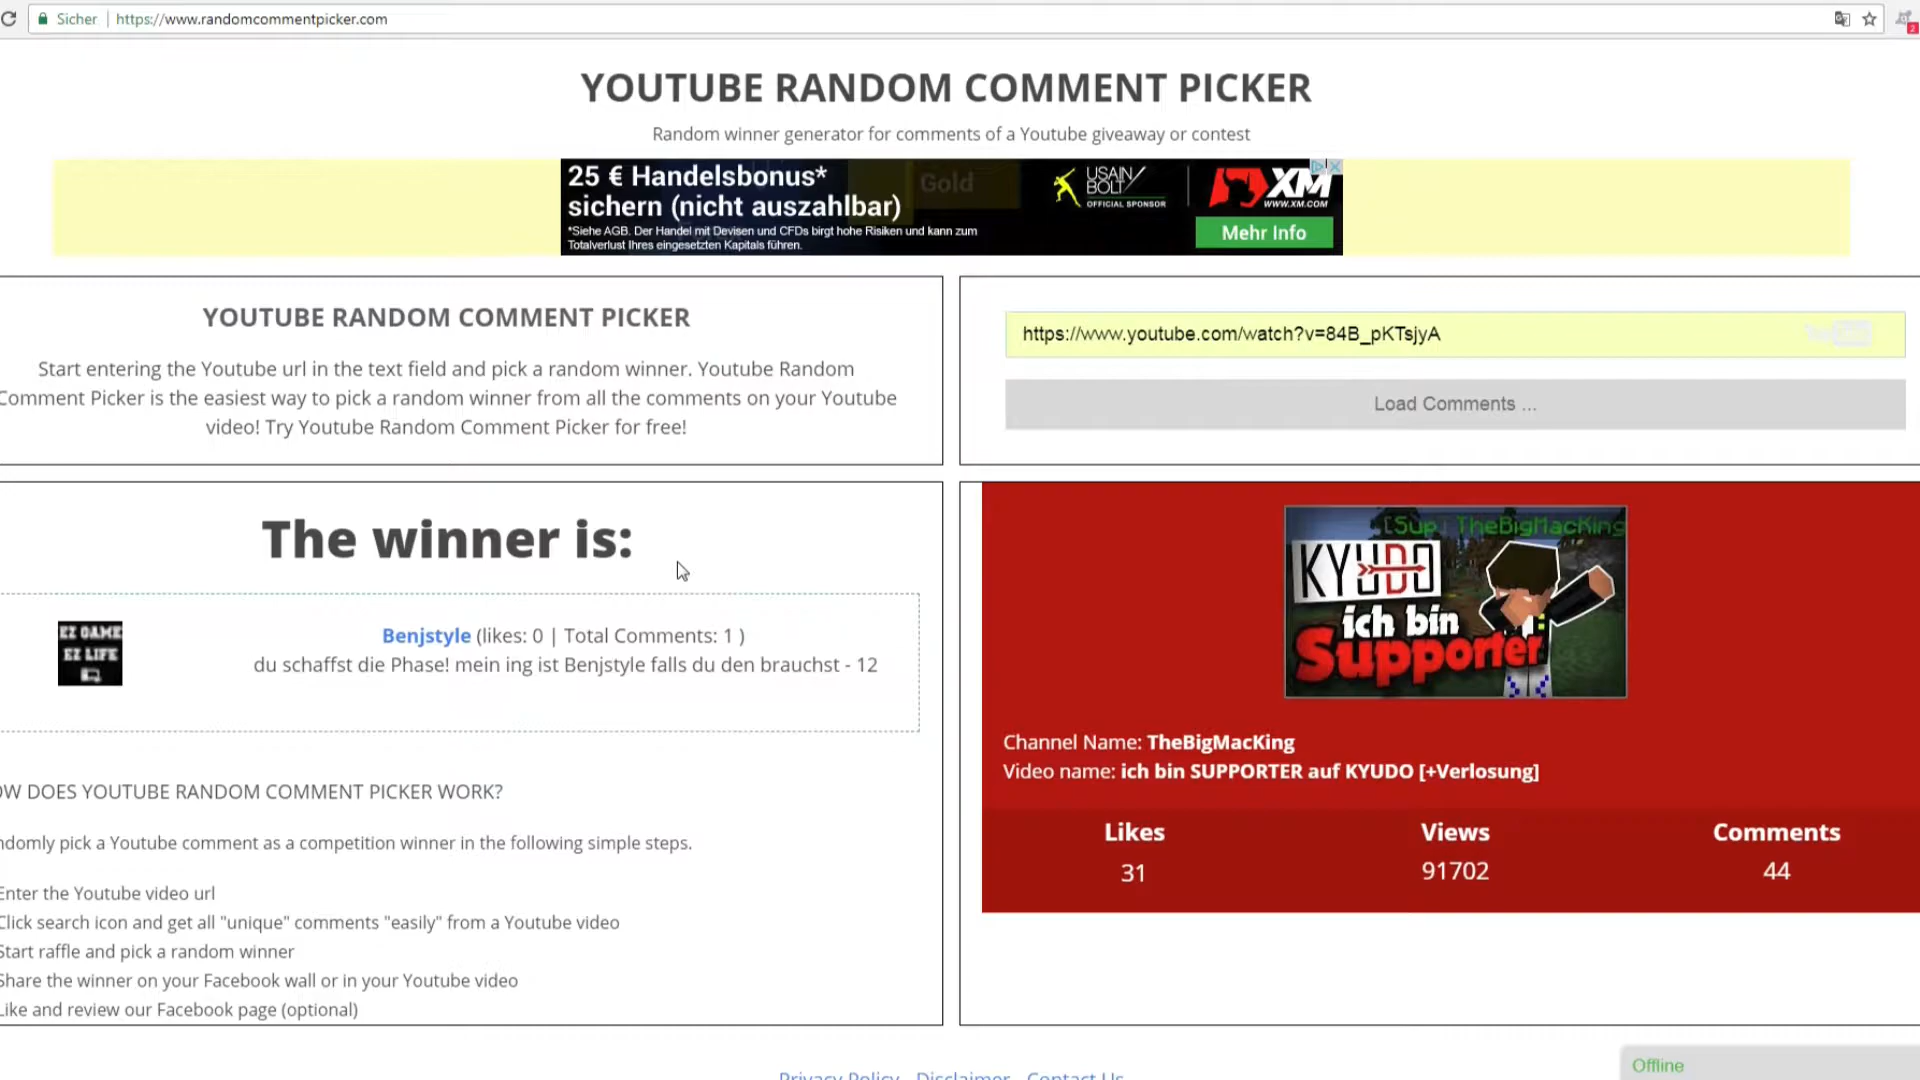 Sicher
https://www.randomcommentpicker.com
2
YOUTUBE RANDOM COMMENT PICKER
Random winner generator for comments of a Youtube giveaway or contest
25 € Handelsbonus*
sichern (nicht auszahlbar)
*Siehe AGB. Der Handel mit Devisen und CFDs birgt hohe Risiken und kann zum
Totalverlust Ihres eingesetzten Kapitals führen.
Gold
USAIN
BOLT
OFFICIAL SPONSOR
XM
WWW.XM.COM
Mehr Info
YOUTUBE RANDOM COMMENT PICKER
Start entering the Youtube url in the text field and pick a random winner. Youtube Random
Comment Picker is the easiest way to pick a random winner from all the comments on your Youtube
video! Try Youtube Random Comment Picker for free!
https://www.youtube.com/watch?v=84B_pKTsjyA
Load Comments ...
The winner is:
EZ GAME
EZ LIFE
Benjstyle (likes: 0 | Total Comments: 1 )
du schaffst die Phase! mein ing ist Benjstyle falls du den brauchst - 12
OW DOES YOUTUBE RANDOM COMMENT PICKER WORK?
ndomly pick a Youtube comment as a competition winner in the following simple steps.
Enter the Youtube video url
Click search icon and get all "unique" comments "easily" from a Youtube video
Start raffle and pick a random winner
Share the winner on your Facebook wall or in your Youtube video
Like and review our Facebook page (optional)
[Sup] TheBigMacKing
KYUDO
ich bin
Supporter
Channel Name: TheBigMacKing
Video name: ich bin SUPPORTER auf KYUDO [+Verlosung]
Likes Views Comments
31 91702 44
Privacy Policy Disclaimer Contact Us
Offline